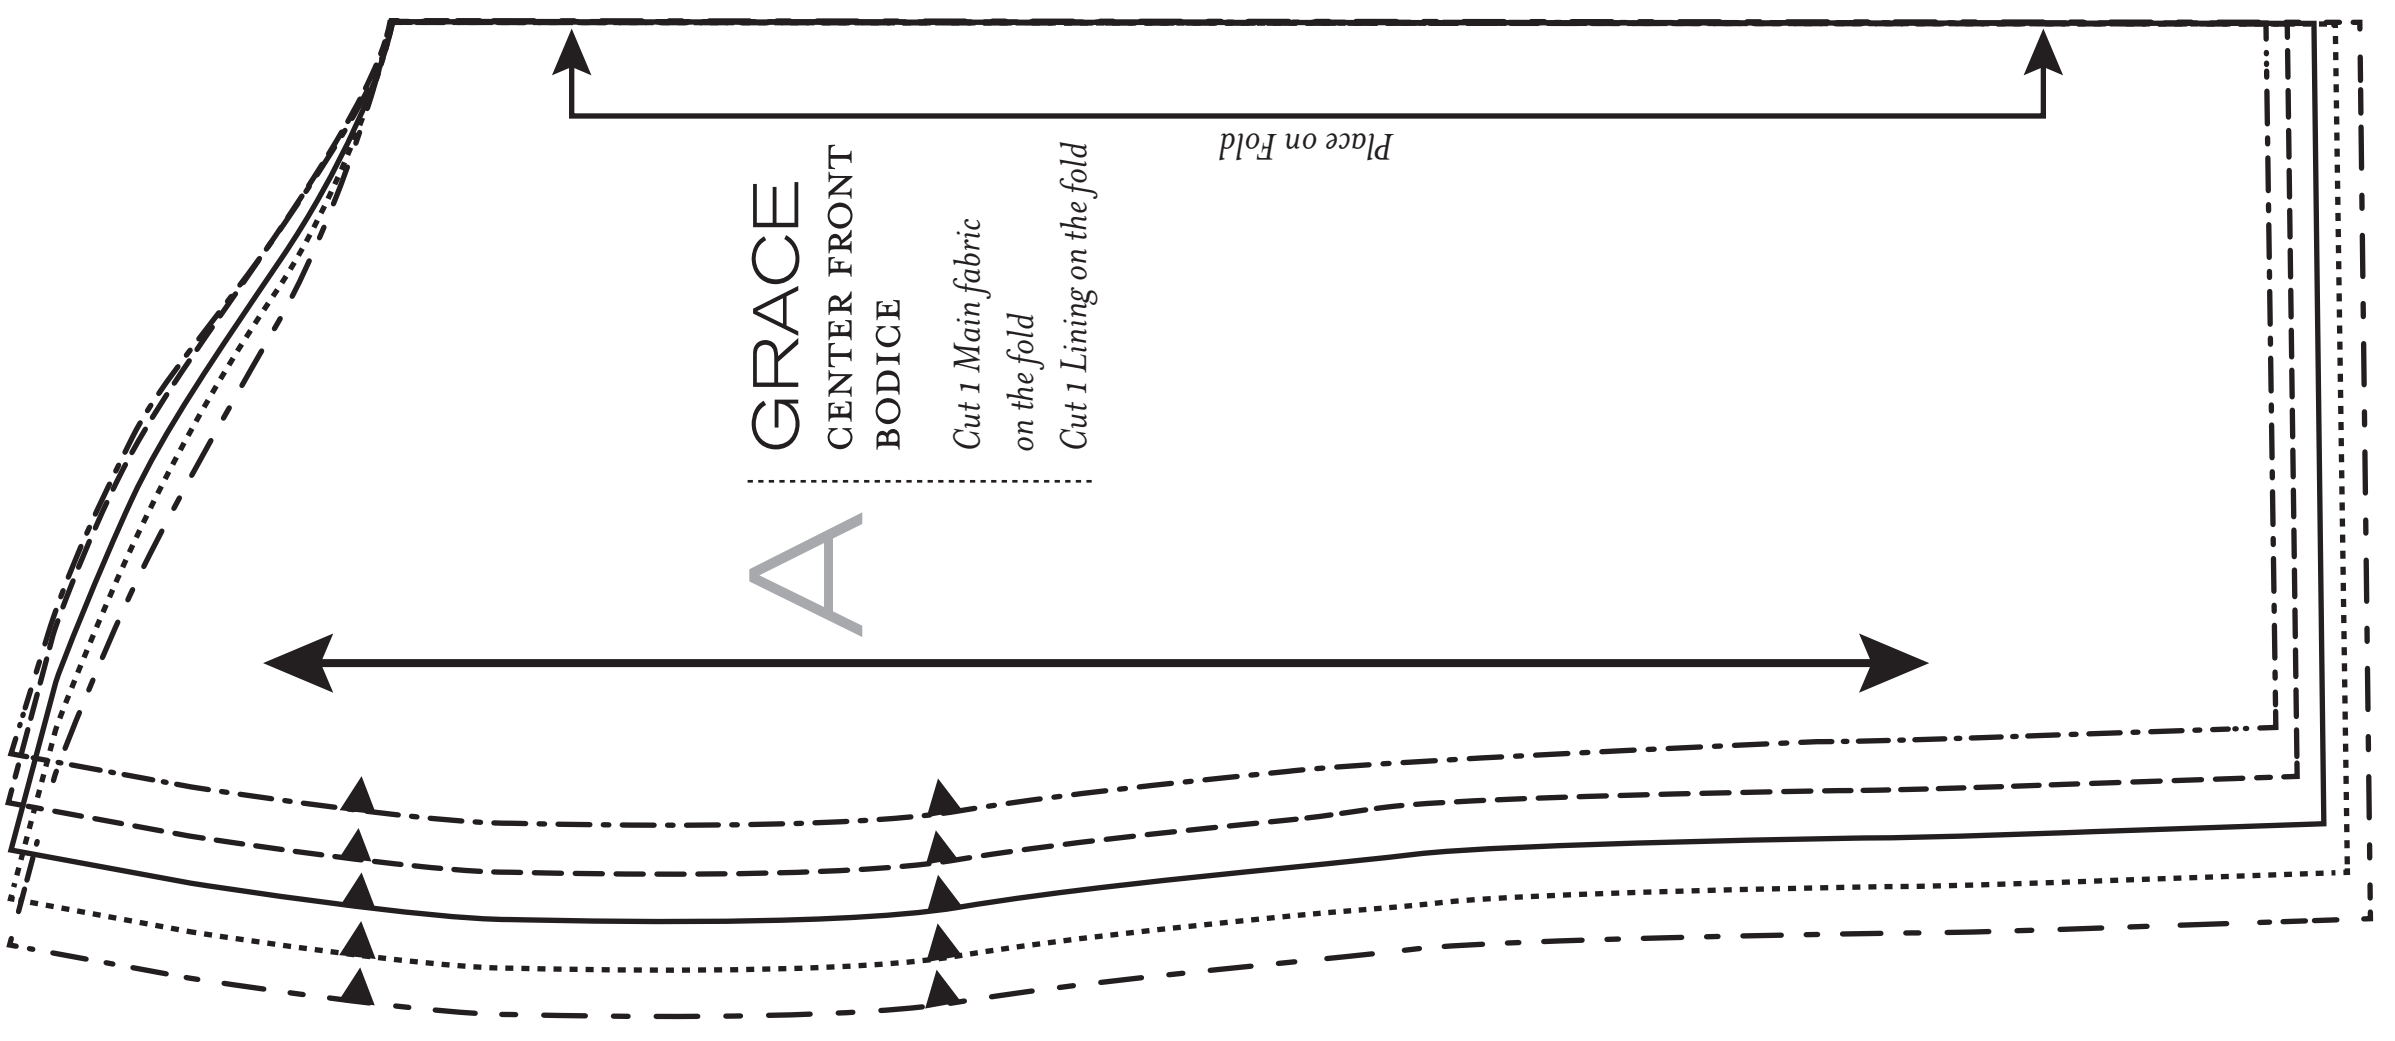 A
GRACE
CENTER FRONT
BODICE
Cut 1 Main fabric
on the fold
Cut 1 Lining on the fold
Place on Fold